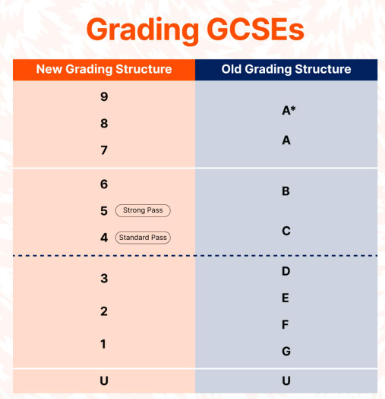 Grading GCSEs
New Grading Structure
Old Grading Structure
9
8
7
A*
A
6
5 Strong Pass
4 Standard Pass
B
C
3
2
1
D
E
F
G
U
U